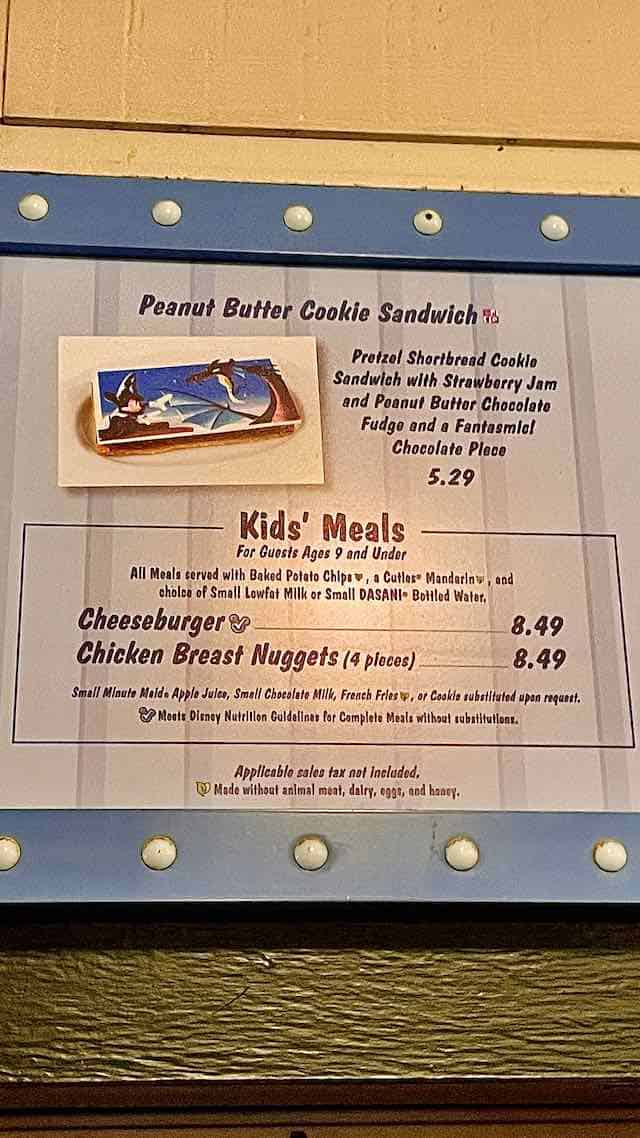 Peanut Butter Cookie Sandwich
Pretzel Shortbread Cookie
Sandwich with Strawberry Jam
and Peanut Butter Chocolate
Fudge and a Fantasmic!
Chocolate Piece
5.29
Kids' Meals
For Guests Ages 9 and Under
All Meals served with Baked Potato Chips, a Cuties® Mandarin, and
choice of Small Lowfat Milk or Small DASANI® Bottled Water.
Cheeseburger 8.49
Chicken Breast Nuggets (4 pieces) 8.49
Small Minute Maid® Apple Juice, Small Chocolate Milk, French Fries, or Cookie substituted upon request.
Meets Disney Nutrition Guidelines for Complete Meals without substitutions.
Applicable sales tax not included.
Made without animal meat, dairy, eggs, and honey.